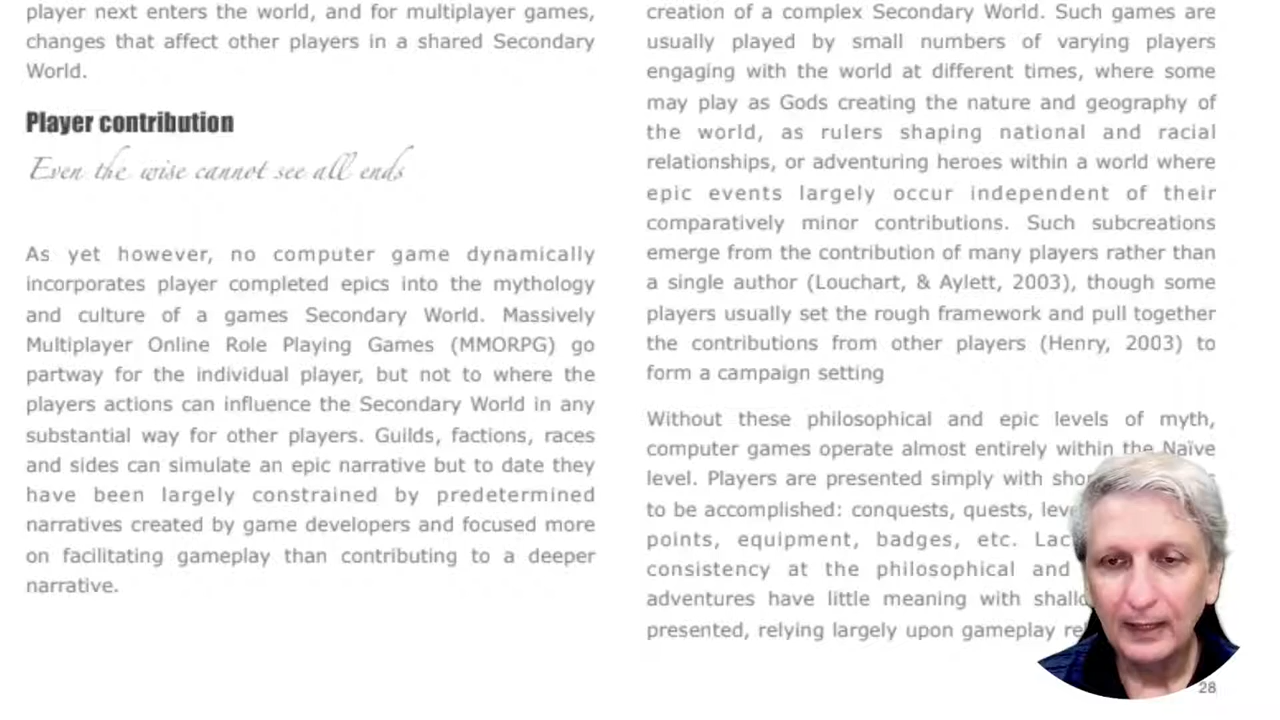 player next enters the world, and for multiplayer games,
changes that affect other players in a shared Secondary
World.
Player contribution
Even the wise cannot see all ends
As yet however, no computer game dynamically
incorporates player completed epics into the mythology
and culture of a games Secondary World. Massively
Multiplayer Online Role Playing Games (MMORPG) go
partway for the individual player, but not to where the
players actions can influence the Secondary World in any
substantial way for other players. Guilds, factions, races
and sides can simulate an epic narrative but to date they
have been largely constrained by predetermined
narratives created by game developers and focused more
on facilitating gameplay than contributing to a deeper
narrative.
creation of a complex Secondary World. Such games are
usually played by small numbers of varying players
engaging with the world at different times, where some
may play as Gods creating the nature and geography of
the world, as rulers shaping national and racial
relationships, or adventuring heroes within a world where
epic events largely occur independent of their
comparatively minor contributions. Such subcreations
emerge from the contribution of many players rather than
a single author (Louchart, & Aylett, 2003), though some
players usually set the rough framework and pull together
the contributions from other players (Henry, 2003) to
form a campaign setting
Without these philosophical and epic levels of myth,
computer games operate almost entirely within the Naïve
level. Players are presented simply with
to be accomplished: conquests, quests,
points, equipment, badges, etc.
consistency at the philosophical and
adventures have little meaning with
presented, relying largely upon gameplay
28